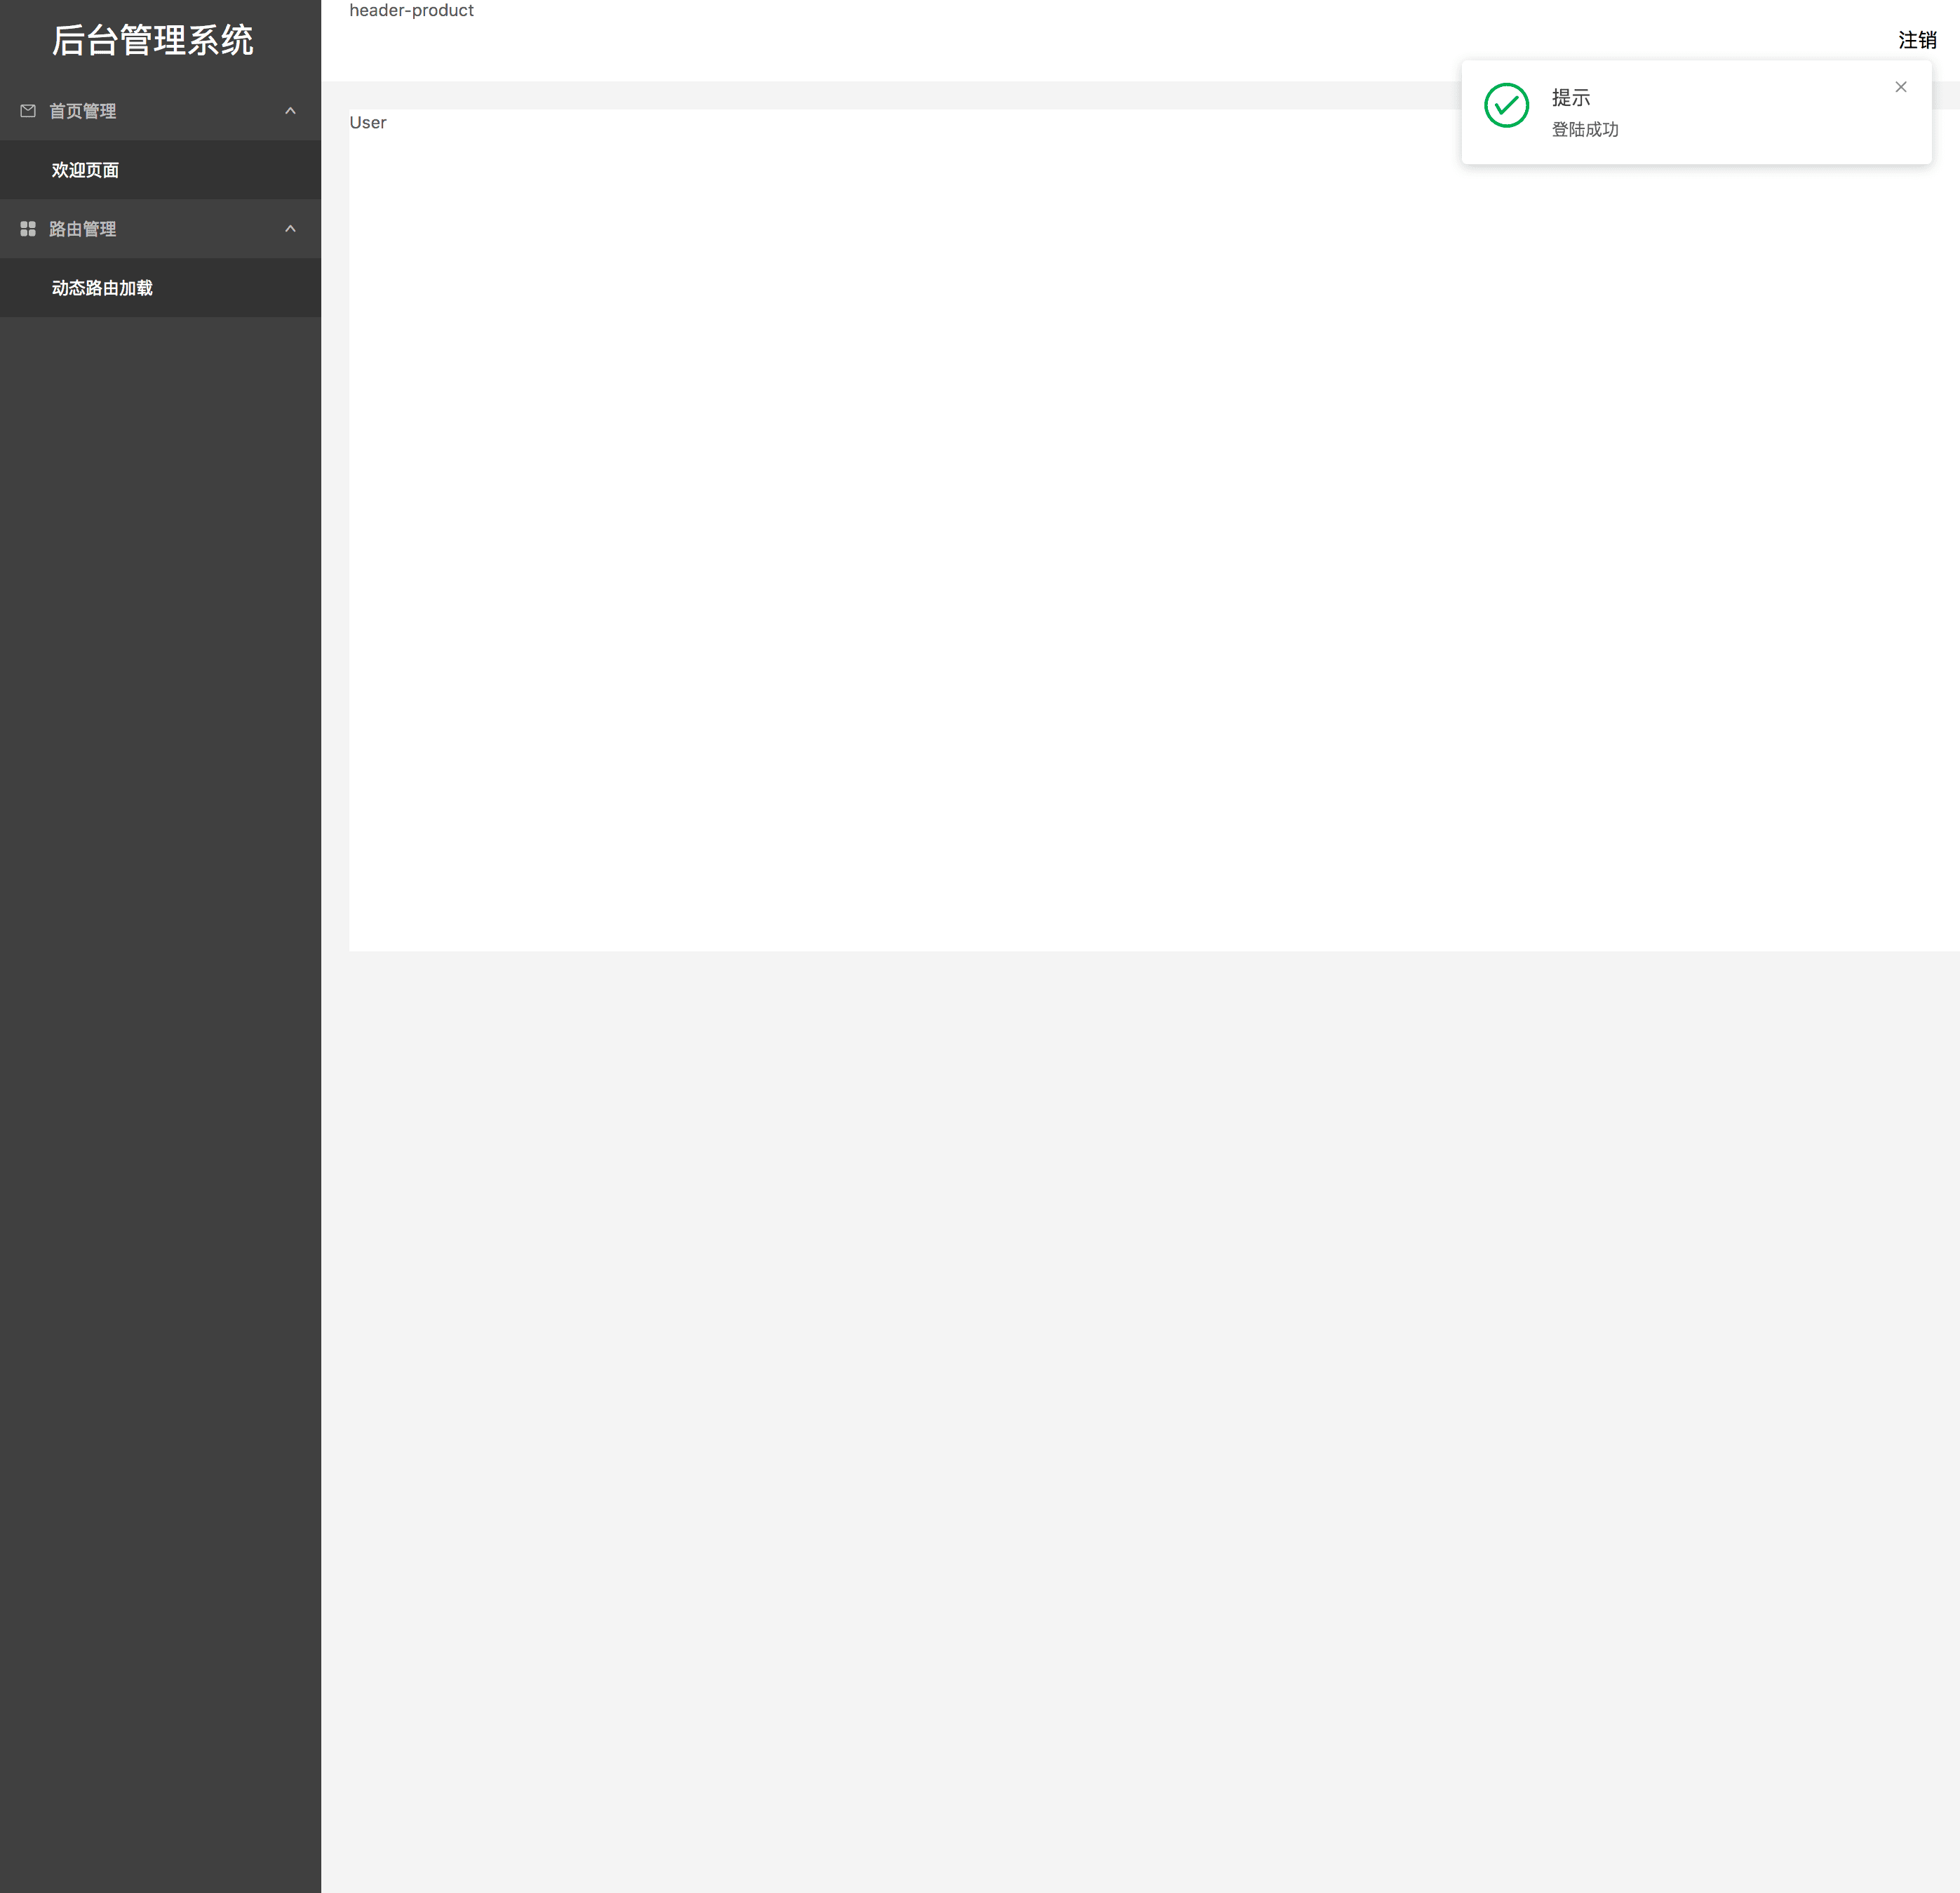 后台管理系统
首页管理
欢迎页面
路由管理
动态路由加载
header-product
注销
提示
登陆成功
User